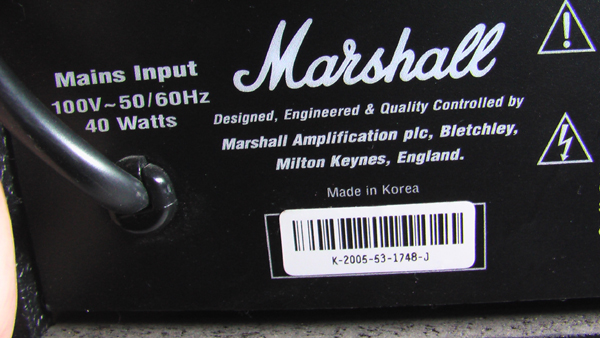 Mains Input
100V~50/60Hz
40 Watts
Marshall
Designed, Engineered & Quality Controlled by
Marshall Amplification plc, Bletchley,
Milton Keynes, England.
Made in Korea
K-2005-53-1748-J